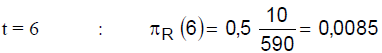 t = 6 : π_R (6) = 0,5 10/590 = 0,0085